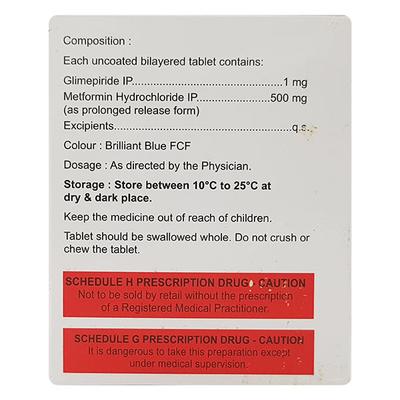 Composition :
Each uncoated bilayered tablet contains:
Glimepiride IP..........................................1 mg
Metformin Hydrochloride IP....................500 mg
(as prolonged release form)
Excipients................................................q.s.
Colour : Brilliant Blue FCF
Dosage : As directed by the Physician.
Storage : Store between 10°C to 25°C at
dry & dark place.
Keep the medicine out of reach of children.
Tablet should be swallowed whole. Do not crush or
chew the tablet.
SCHEDULE H PRESCRIPTION DRUG - CAUTION
Not to be sold by retail without the prescription
of a Registered Medical Practitioner.
SCHEDULE G PRESCRIPTION DRUG - CAUTION
It is dangerous to take this preparation except
under medical supervision.